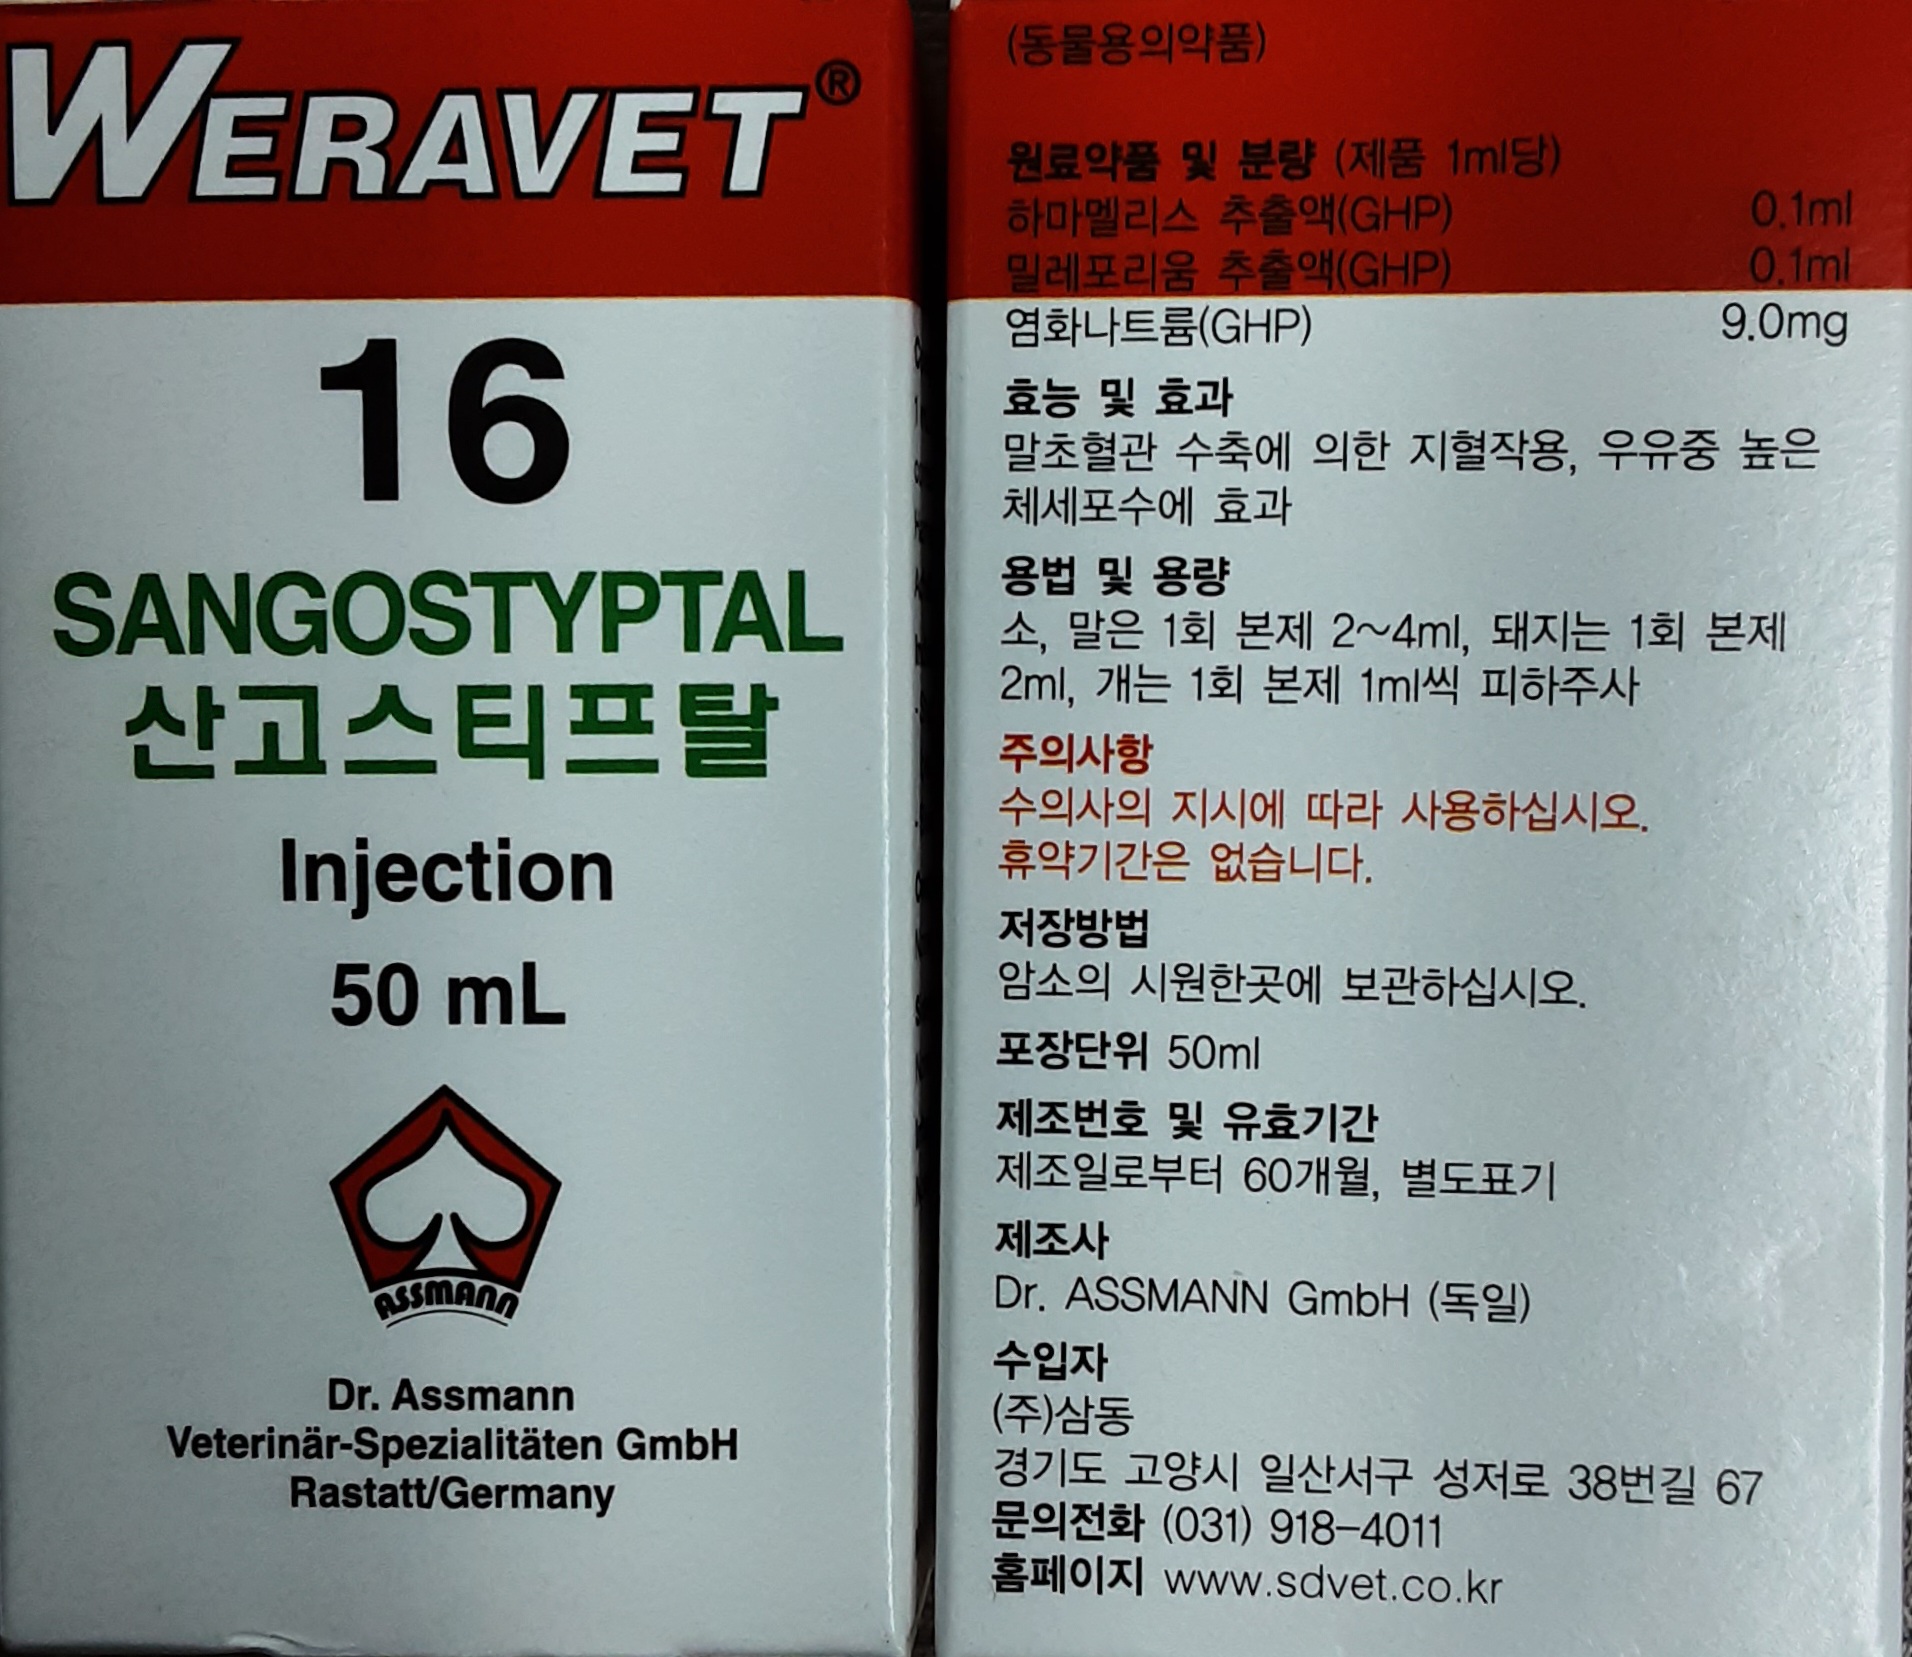 WERAVET®
16
SANGOSTYPTAL
산고스티프탈
Injection
50 mL
ASSMANN
Dr. Assmann
Veterinär-Spezialitäten GmbH
Rastatt/Germany
(동물용의약품)
원료약품 및 분량 (제품 1ml당)
하마멜리스 추출액(GHP) 0.1ml
밀레포리움 추출액(GHP) 0.1ml
염화나트륨(GHP) 9.0mg
효능 및 효과
말초혈관 수축에 의한 지혈작용, 우유중 높은
체세포수에 효과
용법 및 용량
소, 말은 1회 본제 2~4ml, 돼지는 1회 본제
2ml, 개는 1회 본제 1ml씩 피하주사
주의사항
수의사의 지시에 따라 사용하십시오.
휴약기간은 없습니다.
저장방법
암소의 시원한곳에 보관하십시오.
포장단위 50ml
제조번호 및 유효기간
제조일로부터 60개월, 별도표기
제조사
Dr. ASSMANN GmbH (독일)
수입자
(주)삼동
경기도 고양시 일산서구 성저로 38번길 67
문의전화 (031) 918-4011
홈페이지 www.sdvet.co.kr